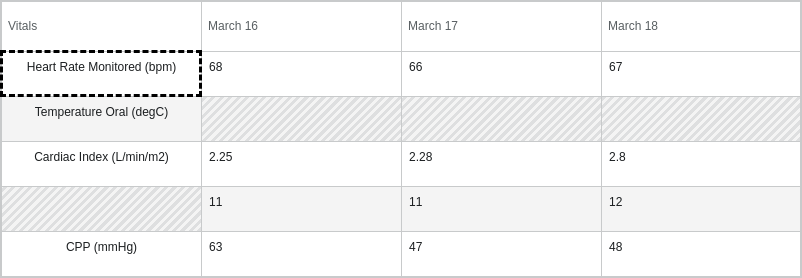 Vitals March 16 March 17 March 18
Heart Rate Monitored (bpm) 68 66 67
Temperature Oral (degC)
Cardiac Index (L/min/m2) 2.25 2.28 2.8
11 11 12
CPP (mmHg) 63 47 48